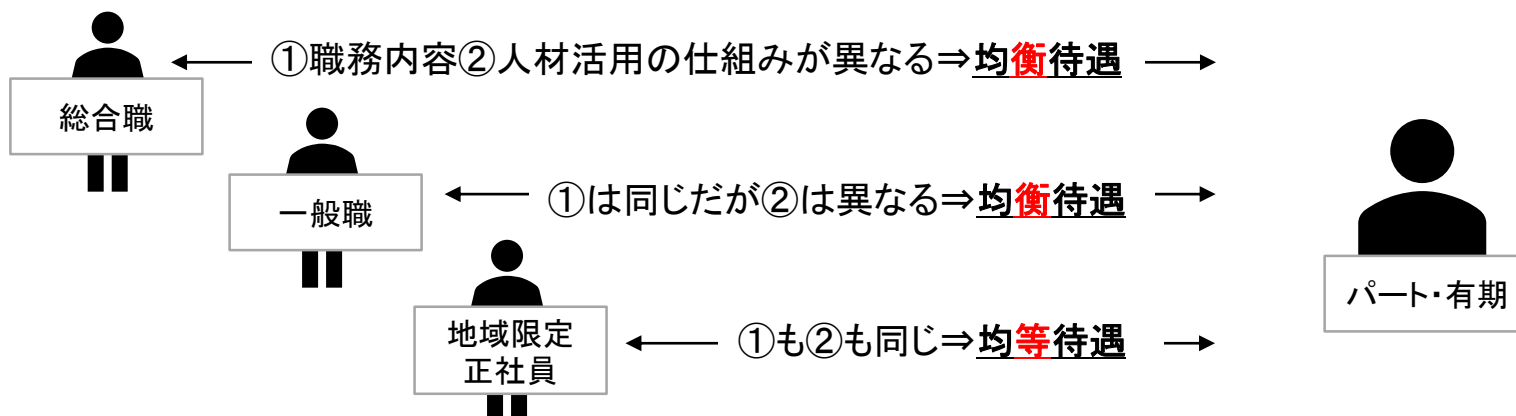 ①職務内容②人材活用の仕組みが異なる⇒均衡待遇
総合職
①は同じだが②は異なる⇒均衡待遇
一般職
パート・有期
①も②も同じ⇒均等待遇
地域限定
正社員